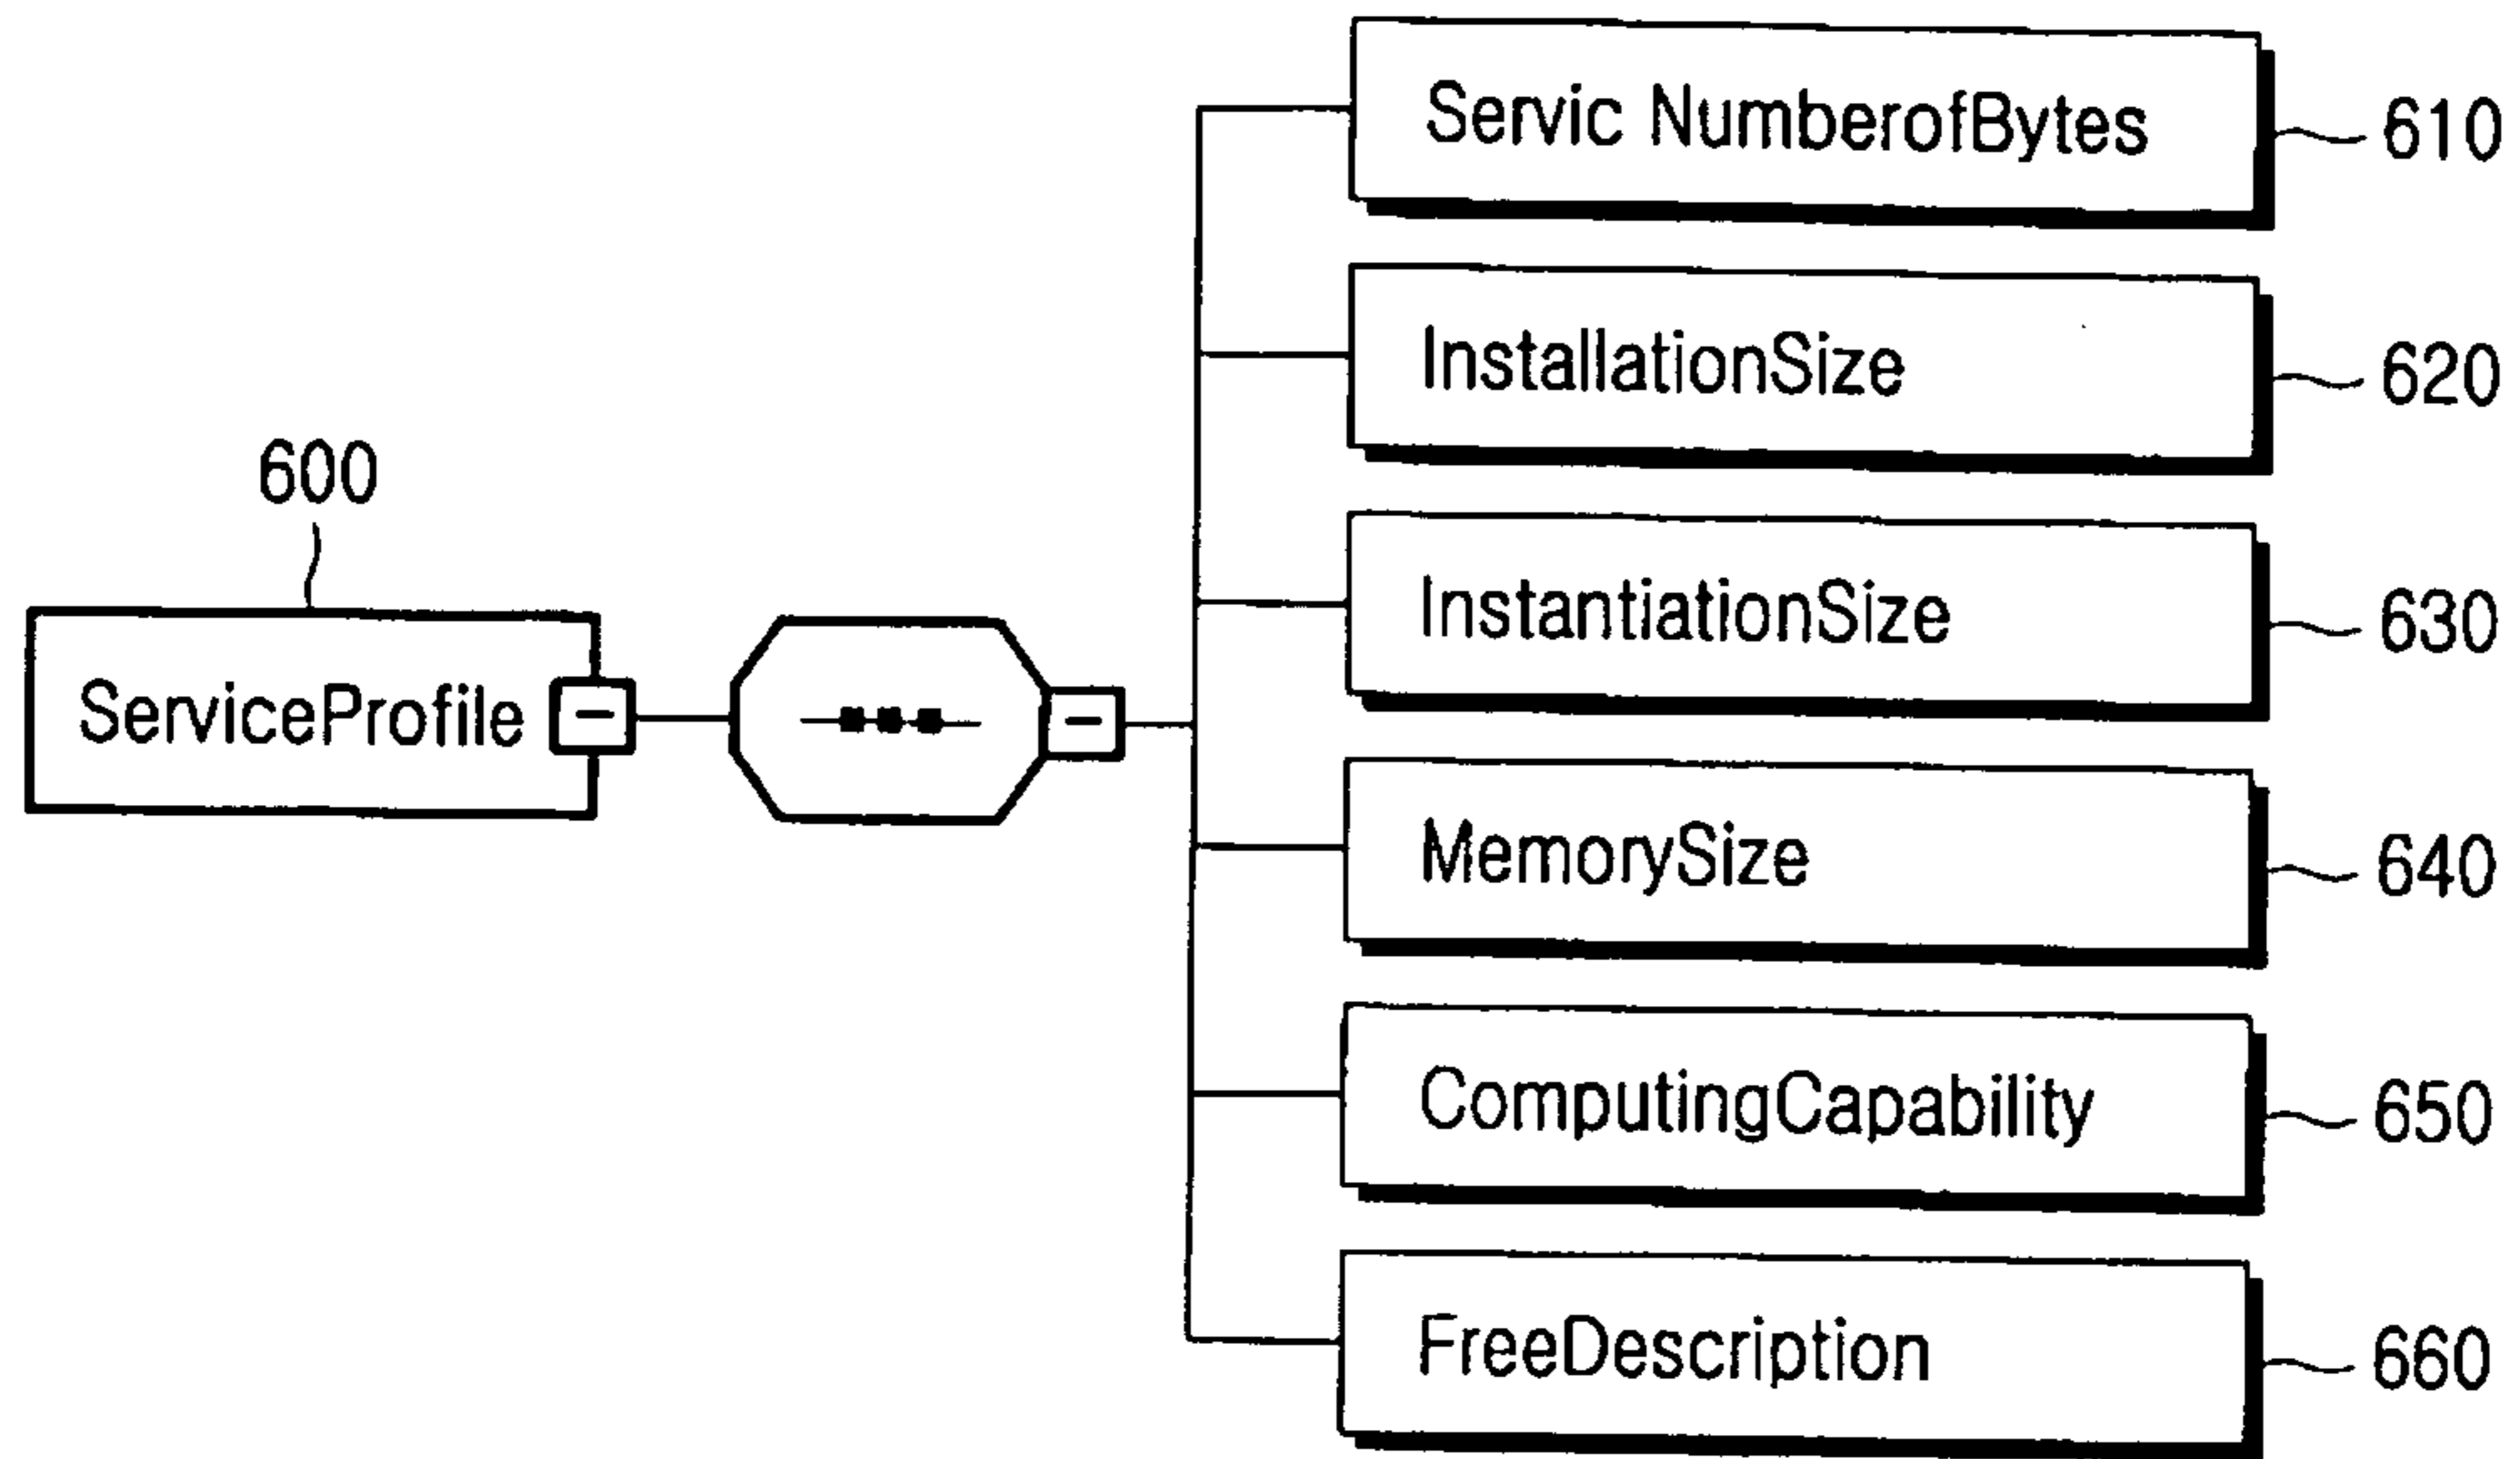 Servic NumberofBytes
610
InstallationSize
620
600
InstantiationSize
630
ServiceProfile
MemorySize
640
ComputingCapability
650
FreeDescription
660